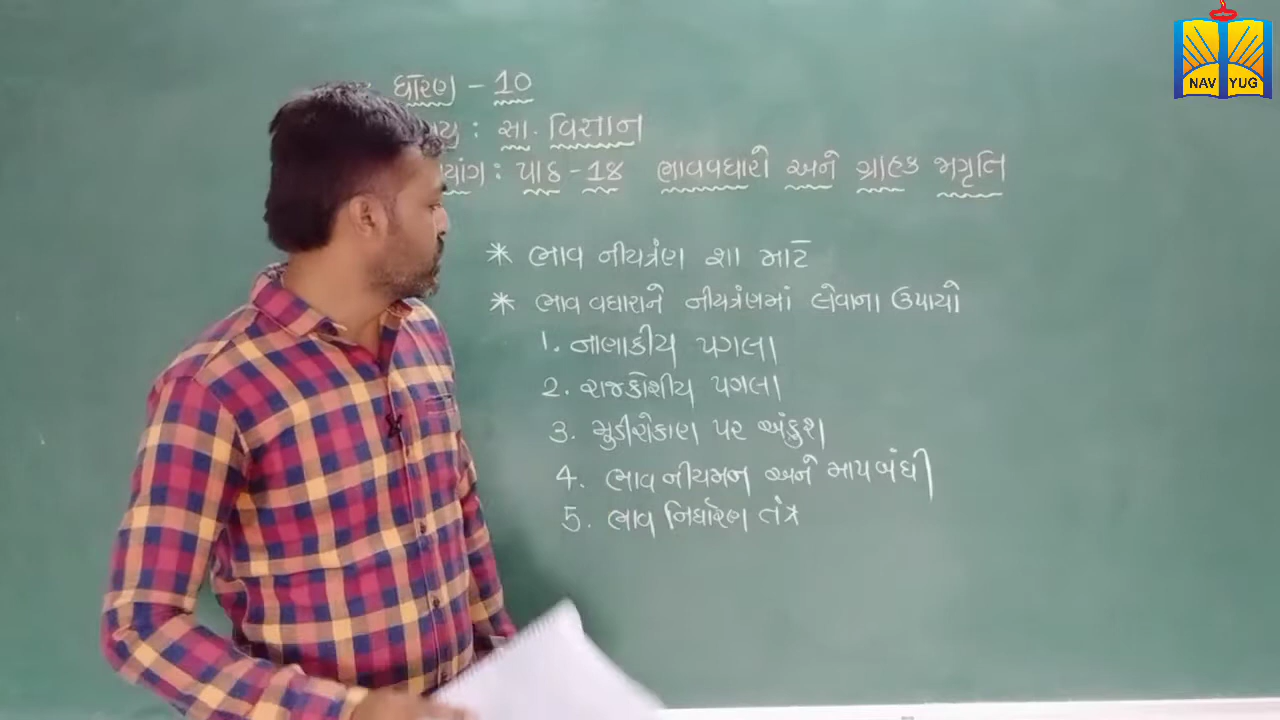 NAV YUG
ધોરણ - 10
: સા. વિજ્ઞાન
: પાઠ - 14 ભાવવધારો અને ગ્રાહક જાગૃતિ
* ભાવ નીયત્રંણ શા માટે
* ભાવ વધારાને નીયત્રંણમાં લેવાના ઉપાયો
1. નાણાકીય પગલા
2. રાજકોશીય પગલા
3. મુડીરોકાણ પર અંકુશ
4. ભાવ નીયમન અને માપબંધી
5. ભાવ નિર્ધારણ તંત્ર